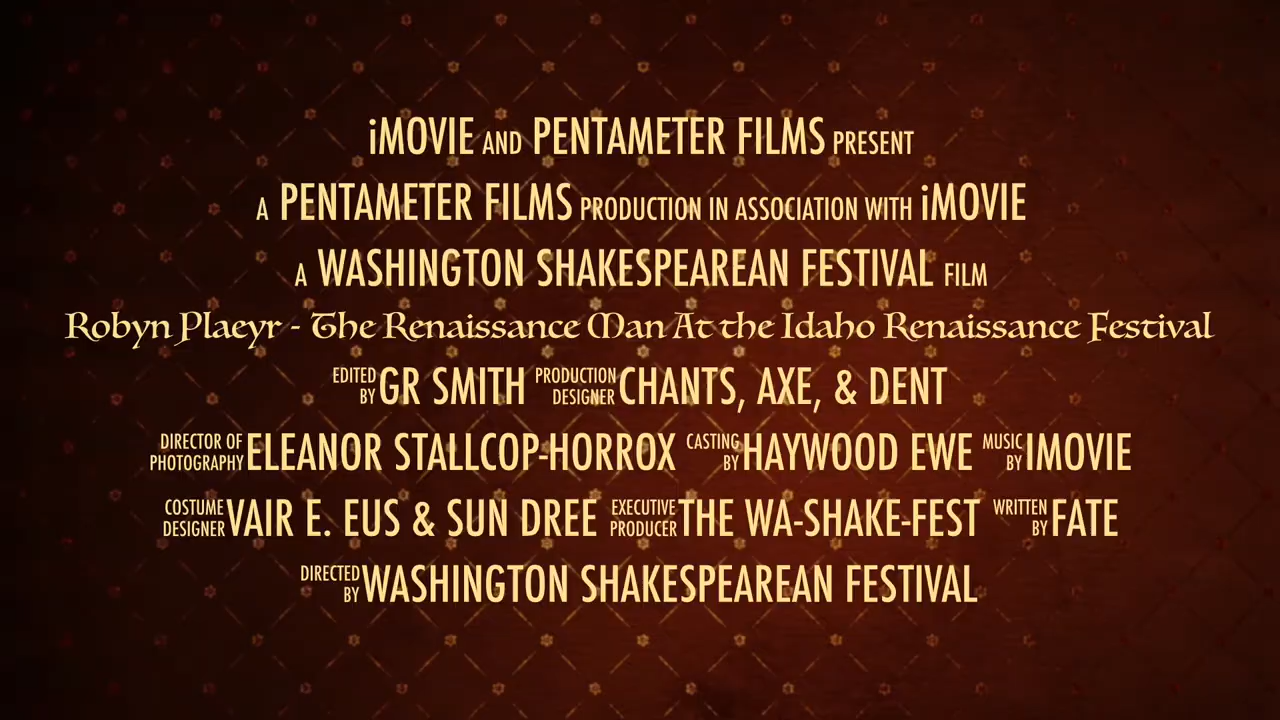 iMOVIE AND PENTAMETER FILMS PRESENT
A PENTAMETER FILMS PRODUCTION IN ASSOCIATION WITH iMOVIE
A WASHINGTON SHAKESPEAREAN FESTIVAL FILM
Robyn Plaeyr - The Renaissance Man At the Idaho Renaissance Festival
EDITED BY GR SMITH PRODUCTION DESIGNER CHANTS, AXE, & DENT
DIRECTOR OF PHOTOGRAPHY ELEANOR STALLCOP-HORROX CASTING BY HAYWOOD EWE MUSIC BY IMOVIE
COSTUME DESIGNER VAIR E. EUS & SUN DREE EXECUTIVE PRODUCER THE WA-SHAKE-FEST WRITTEN BY FATE
DIRECTED BY WASHINGTON SHAKESPEAREAN FESTIVAL